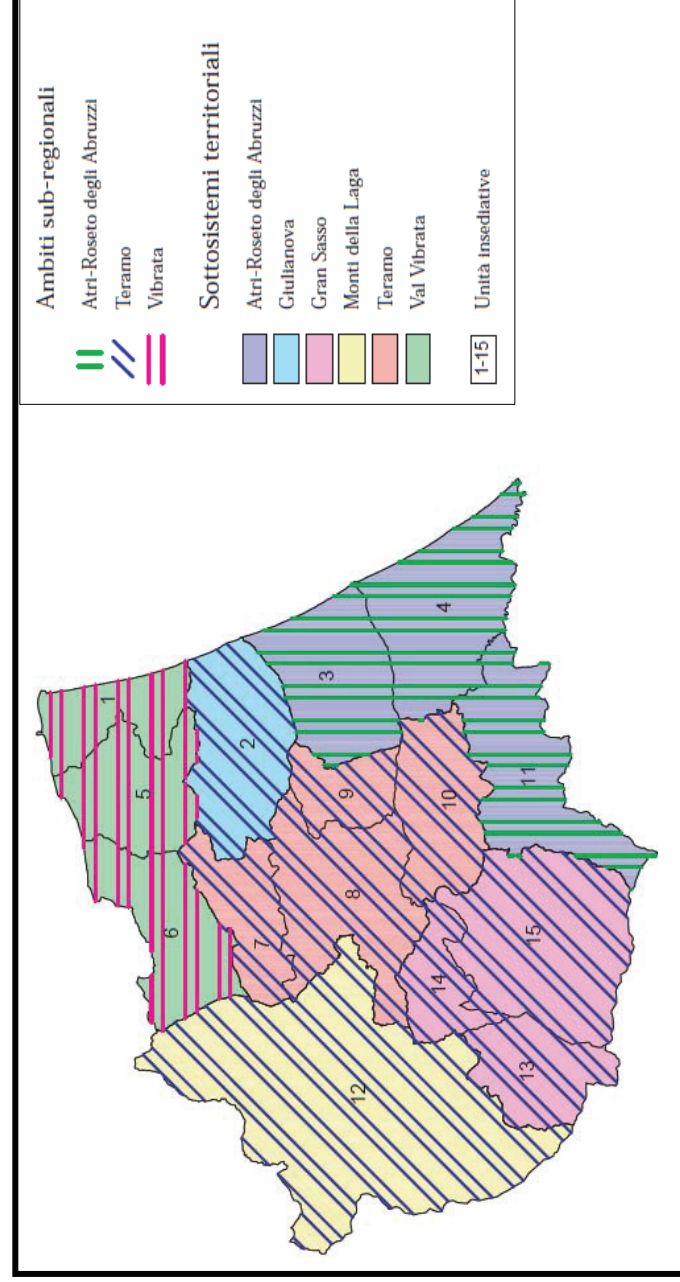 Ambiti sub-regionali
Atri-Roseto degli Abruzzi
Teramo
Vibrata
Sottosistemi territoriali
Atri-Roseto degli Abruzzi
Giulianova
Gran Sasso
Monti della Laga
Teramo
Val Vibrata
1-15 Unità insediative
1
2
3
4
5
6
7
8
9
10
11
12
13
14
15